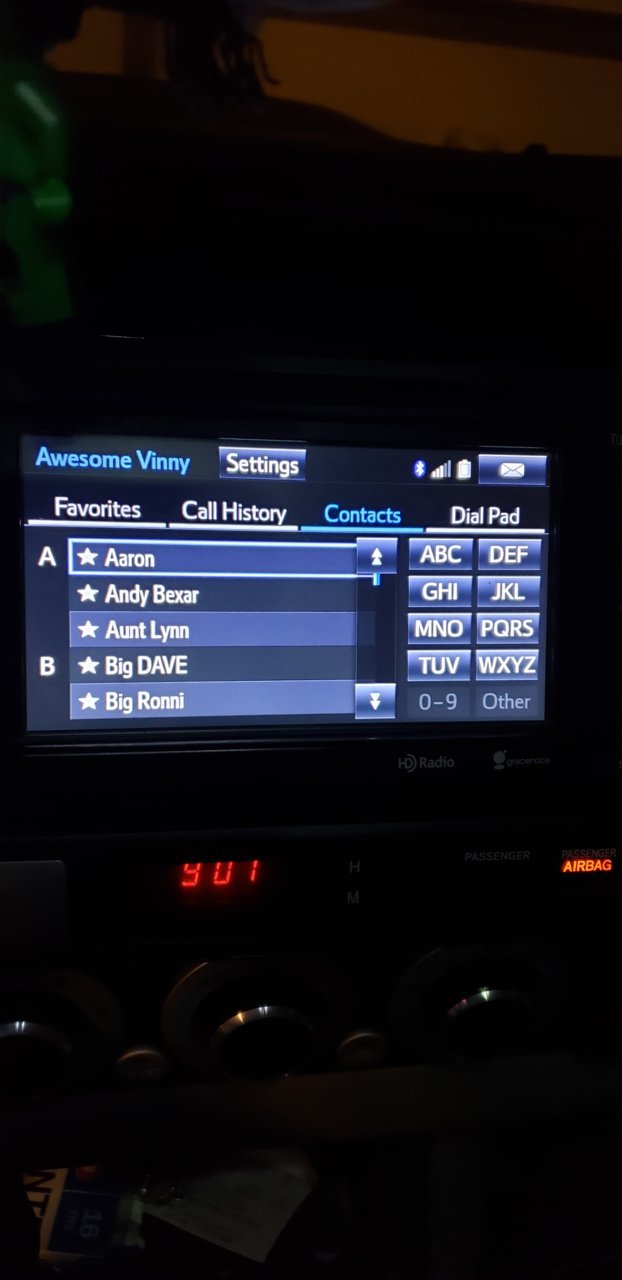 Awesome Vinny Settings
Favorites Call History Contacts Dial Pad
A Aaron ABC DEF
Andy Bexar GHI JKL
Aunt Lynn MNO PQRS
B Big DAVE TUV WXYZ
Big Ronni 0-9 Other
HD Radio gracenote
901 H PASSENGER PASSENGER
AIRBAG
M
16